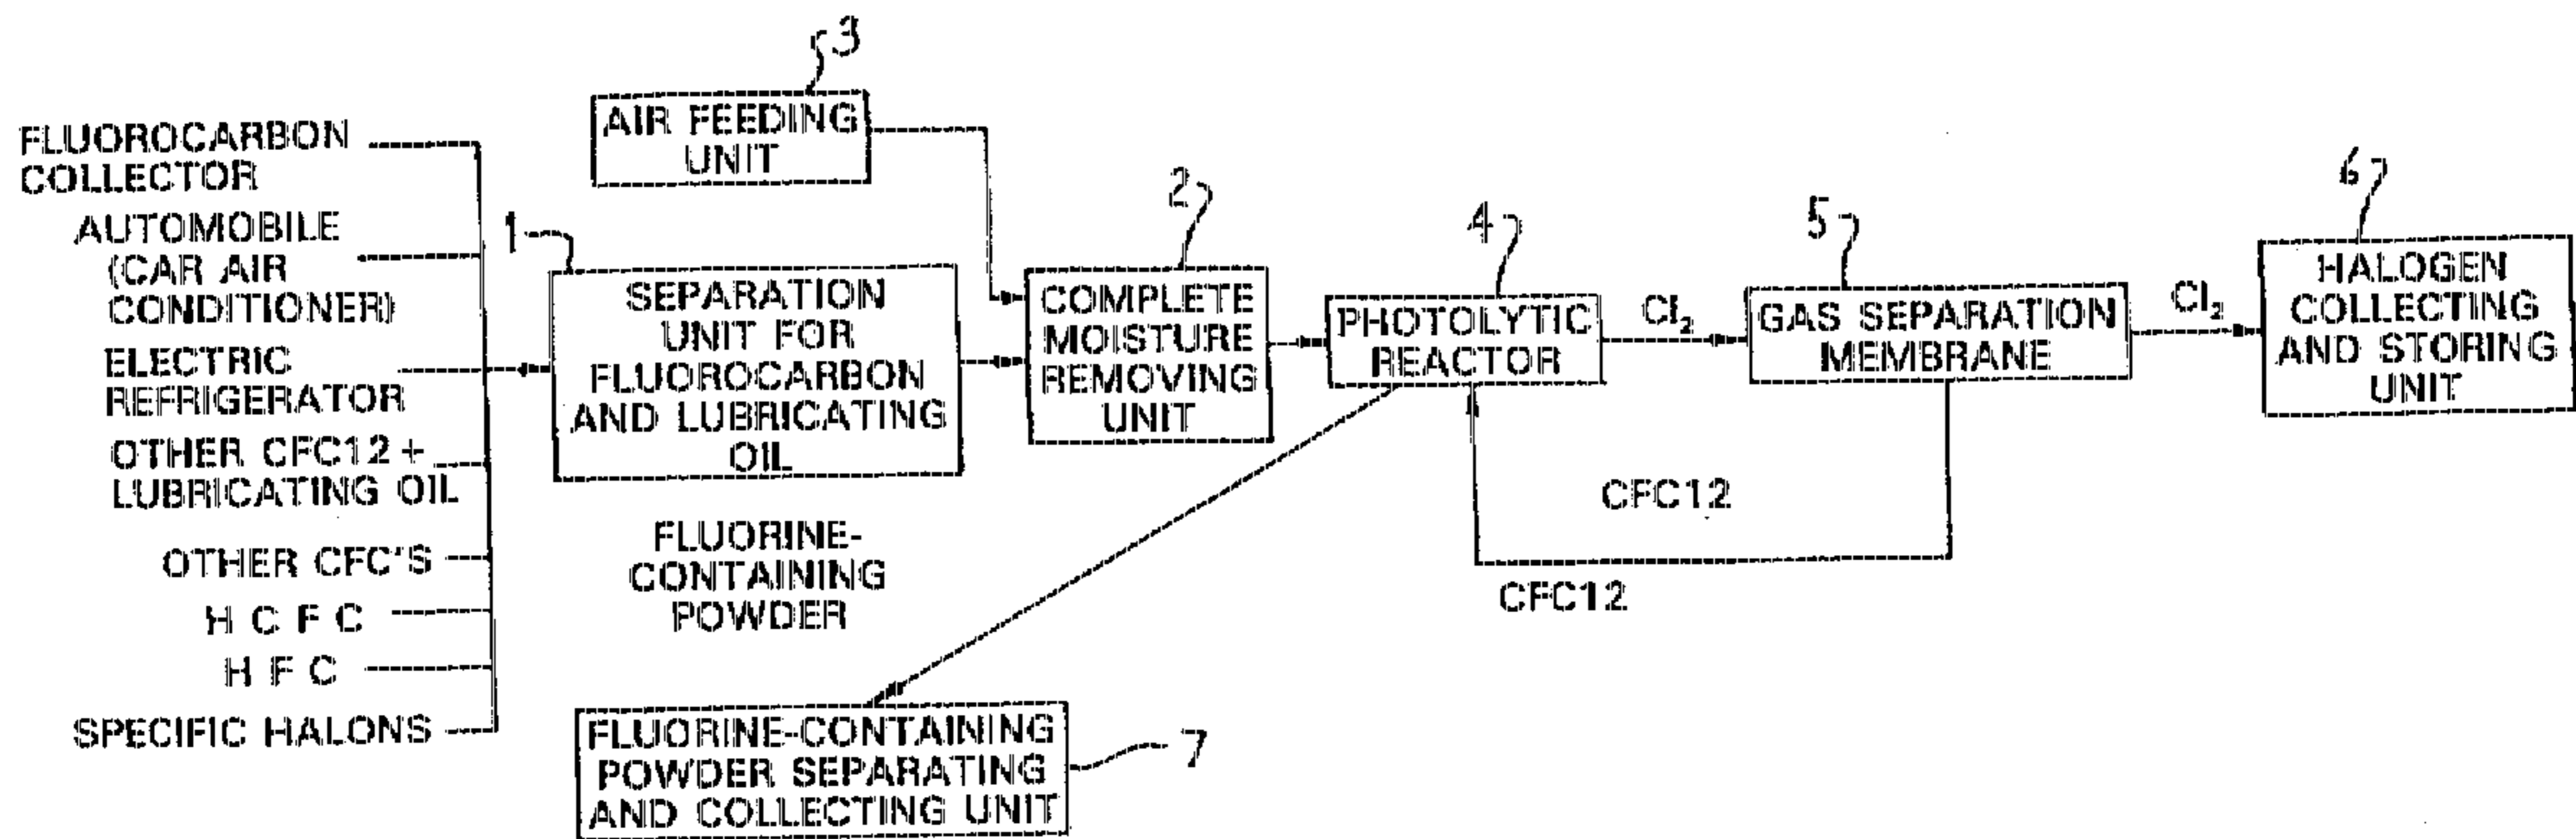 FLUOROCARBON
COLLECTOR
AUTOMOBILE
(CAR AIR
CONDITIONER)
ELECTRIC
REFRIGERATOR
OTHER CFC12 +
LUBRICATING OIL
OTHER CFC'S
H C F C
H F C
SPECIFIC HALONS
1
SEPARATION
UNIT FOR
FLUOROCARBON
AND LUBRICATING
OIL
3
AIR FEEDING
UNIT
2
COMPLETE
MOISTURE
REMOVING
UNIT
4
PHOTOLYTIC
REACTOR
Cl₂
5
GAS SEPARATION
MEMBRANE
Cl₂
6
HALOGEN
COLLECTING
AND STORING
UNIT
CFC12
CFC12
FLUORINE-
CONTAINING
POWDER
FLUORINE-CONTAINING
POWDER SEPARATING
AND COLLECTING UNIT
7